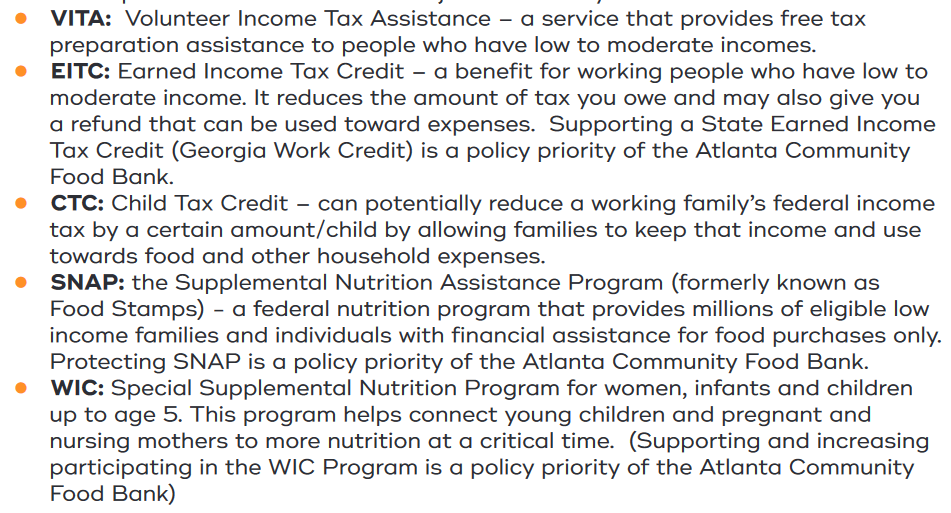 • VITA:  Volunteer Income Tax Assistance – a service that provides free tax
preparation assistance to people who have low to moderate incomes.
• EITC: Earned Income Tax Credit – a benefit for working people who have low to
moderate income. It reduces the amount of tax you owe and may also give you
a refund that can be used toward expenses.  Supporting a State Earned Income
Tax Credit (Georgia Work Credit) is a policy priority of the Atlanta Community
Food Bank.
• CTC: Child Tax Credit – can potentially reduce a working family’s federal income
tax by a certain amount/child by allowing families to keep that income and use
towards food and other household expenses.
• SNAP: the Supplemental Nutrition Assistance Program (formerly known as
Food Stamps) - a federal nutrition program that provides millions of eligible low
income families and individuals with financial assistance for food purchases only.
Protecting SNAP is a policy priority of the Atlanta Community Food Bank.
• WIC: Special Supplemental Nutrition Program for women, infants and children
up to age 5. This program helps connect young children and pregnant and
nursing mothers to more nutrition at a critical time.  (Supporting and increasing
participating in the WIC Program is a policy priority of the Atlanta Community
Food Bank)